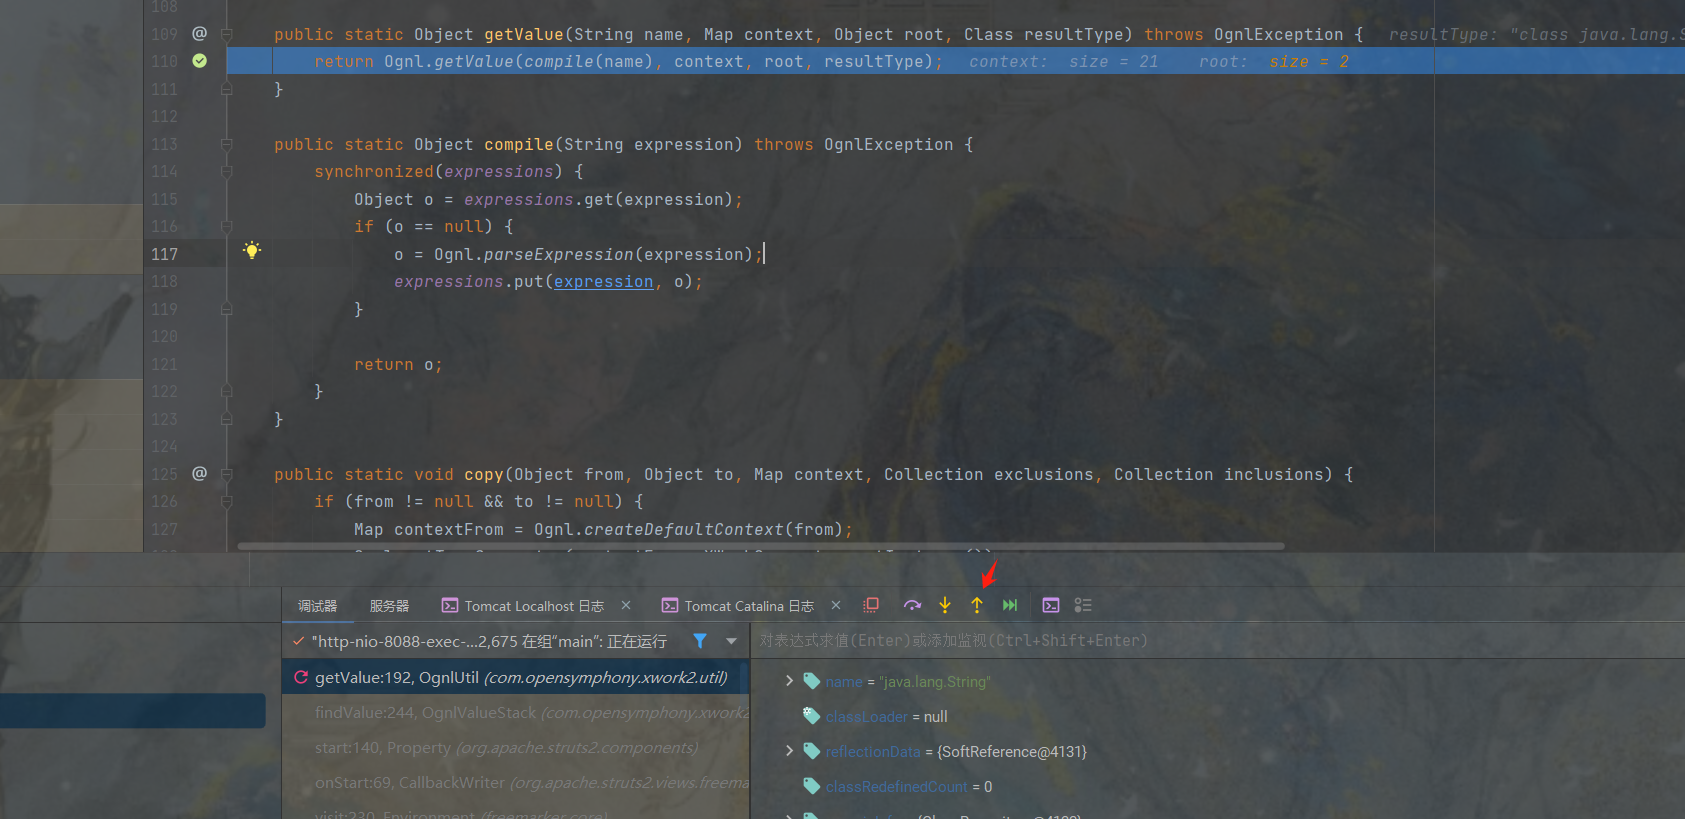 108
109 @ public static Object getValue(String name, Map context, Object root, Class resultType) throws OgnlException { resultType: "class java.lang.S
110 return Ognl.getValue(compile(name), context, root, resultType); context: size = 21 root: size = 2
111 }
112
113 public static Object compile(String expression) throws OgnlException {
114 synchronized(expressions) {
115 Object o = expressions.get(expression);
116 if (o == null) {
117 o = Ognl.parseExpression(expression);
118 expressions.put(expression, o);
119 }
120
121 return o;
122 }
123 }
124
125 @ public static void copy(Object from, Object to, Map context, Collection exclusions, Collection inclusions) {
126 if (from != null && to != null) {
127 Map contextFrom = Ognl.createDefaultContext(from);
调试器 服务器 Tomcat Localhost 日志 × Tomcat Catalina 日志 ×
"http-nio-8088-exec-...2,675 在组"main": 正在运行
对表达式求值(Enter)或添加监视(Ctrl+Shift+Enter)
getValue:192, OgnlUtil (com.opensymphony.xwork2.util)
findValue:244, OgnlValueStack (com.opensymphony.xwork2
start:140, Property (org.apache.struts2.components)
onStart:69, CallbackWriter (org.apache.struts2.views.freema
visit:230, Environment (freemarker.core)
name = "java.lang.String"
classLoader = null
reflectionData = {SoftReference@4131}
classRedefinedCount = 0